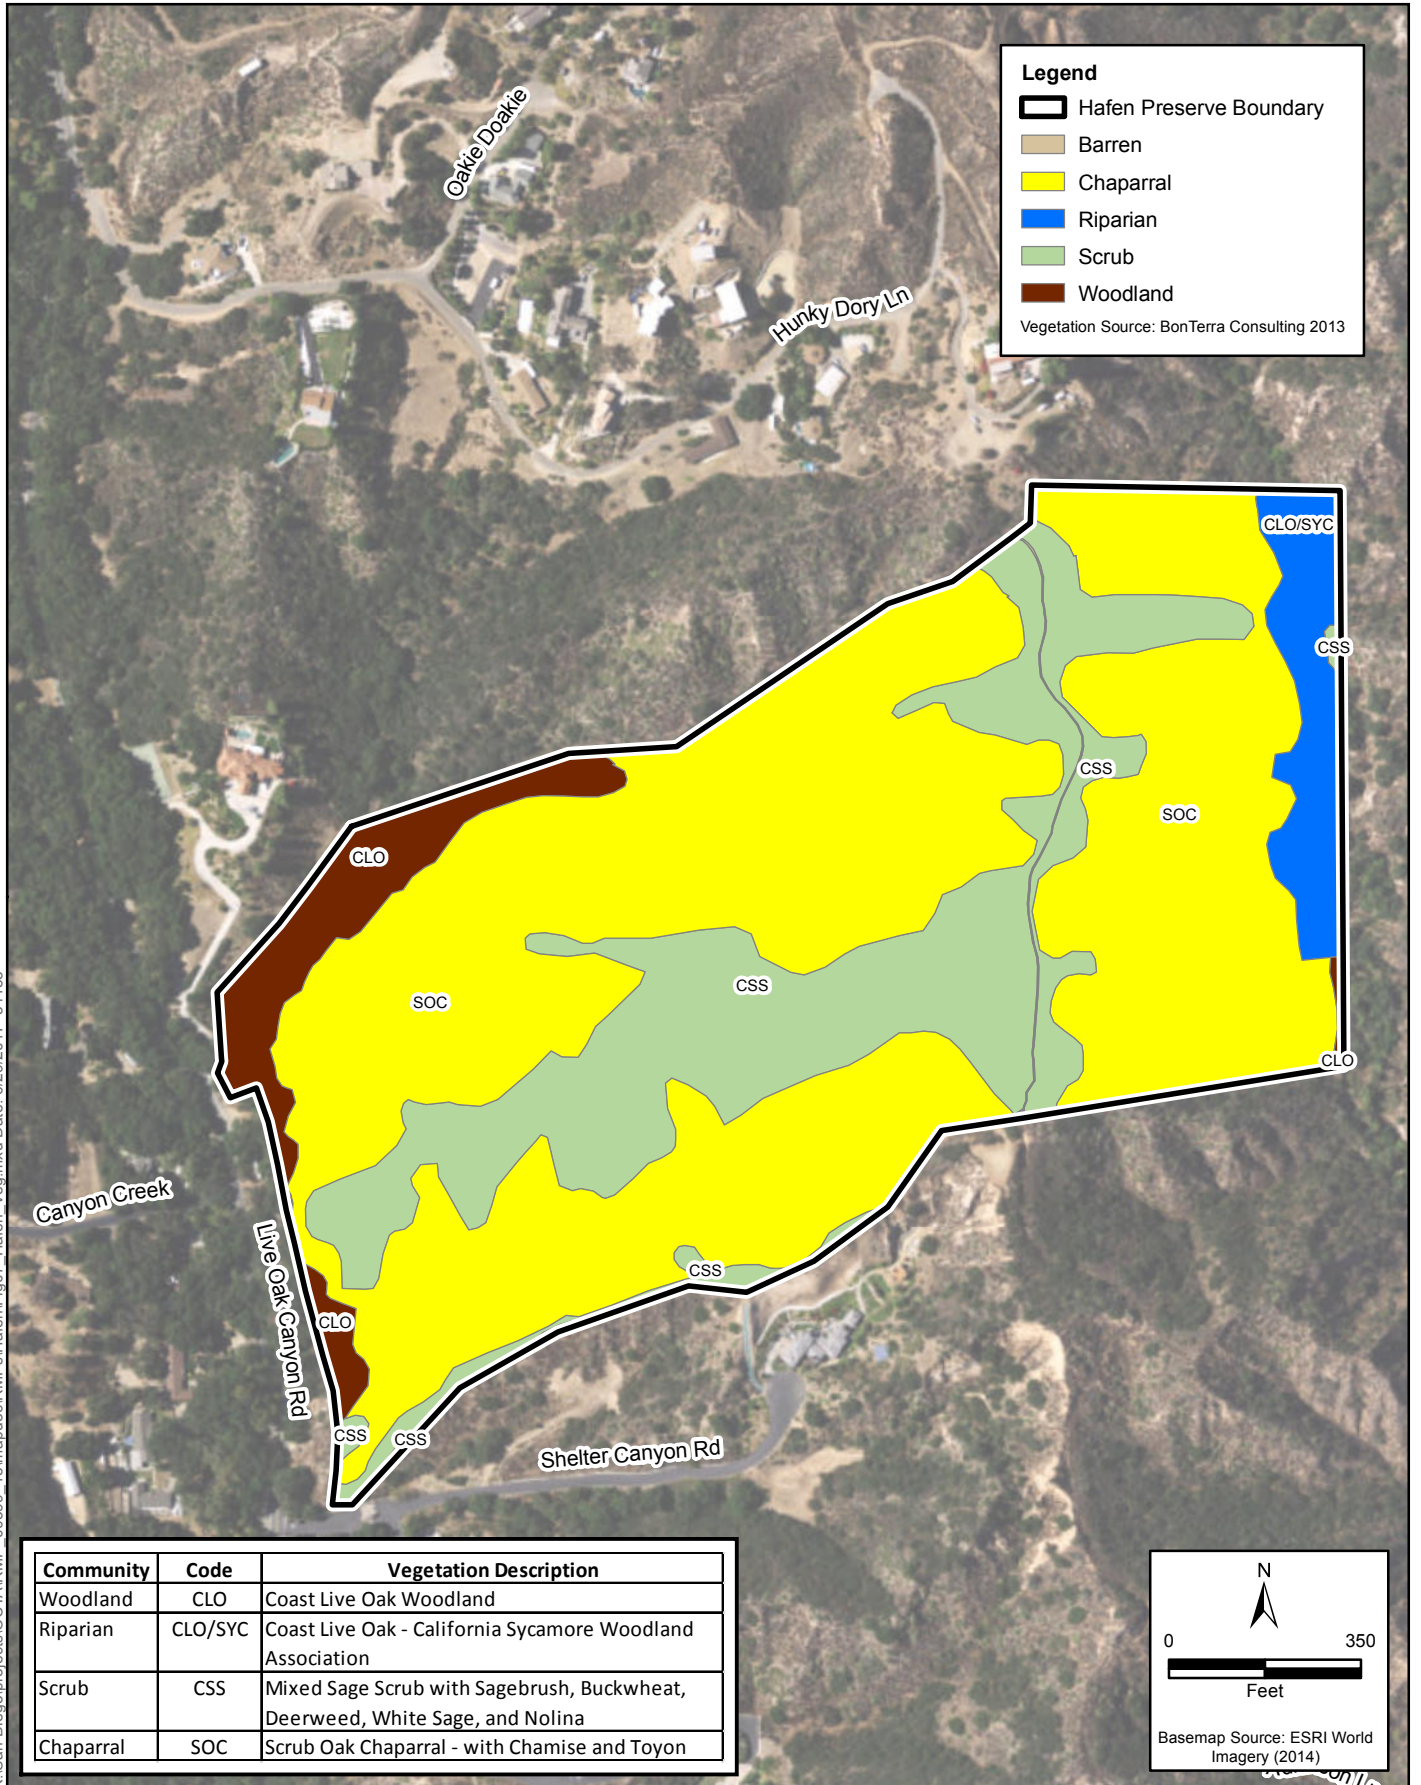 Legend
Hafen Preserve Boundary
Barren
Chaparral
Riparian
Scrub
Woodland
Vegetation Source: BonTerra Consulting 2013
Oakie Doakie
Hunky Dory Ln
CLO/SYC
CSS
CSS
SOC
CLO
CSS
SOC
CLO
Canyon Creek
Live Oak Canyon Rd
CSS
CLO
CSS
CSS
Shelter Canyon Rd
Community Code Vegetation Description
Woodland CLO Coast Live Oak Woodland
Riparian CLO/SYC Coast Live Oak - California Sycamore Woodland
Association
Scrub CSS Mixed Sage Scrub with Sagebrush, Buckwheat,
Deerweed, White Sage, and Nolina
Chaparral SOC Scrub Oak Chaparral - with Chamise and Toyon
N
0 350
Feet
Basemap Source: ESRI World
Imagery (2014)